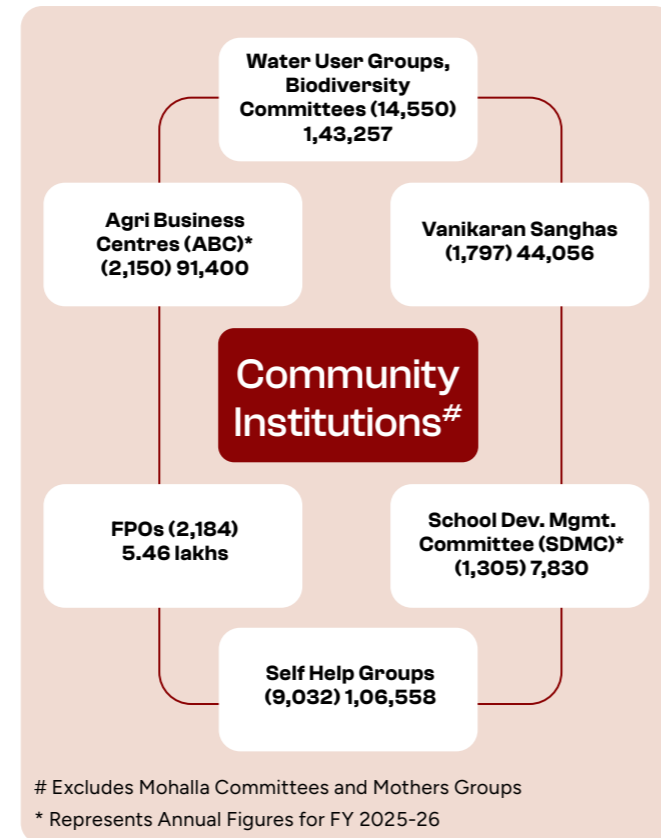 Water User Groups,
Biodiversity
Committees (14,550)
1,43,257
Agri Business
Centres (ABC)*
(2,150) 91,400
Vanikaran Sanghas
(1,797) 44,056
Community
Institutions#
FPOs (2,184)
5.46 lakhs
School Dev. Mgmt.
Committee (SDMC)*
(1,305) 7,830
Self Help Groups
(9,032) 1,06,558
# Excludes Mohalla Committees and Mothers Groups
* Represents Annual Figures for FY 2025-26